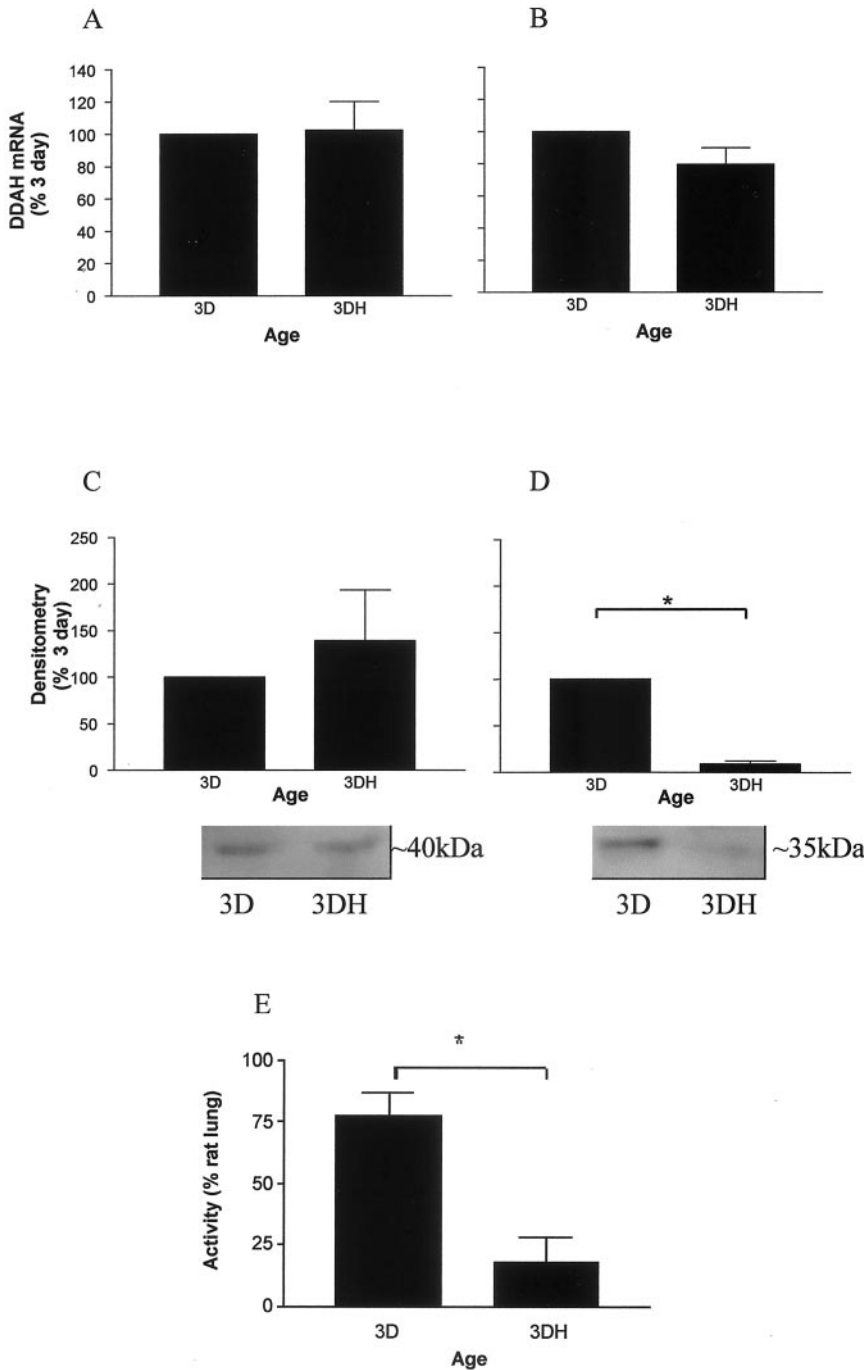 A
B
DDAH mRNA
(% 3 day)
140
120
100
80
60
40
20
0
3D
3DH
Age
3D
3DH
Age
C
D
Densitometry
(% 3 day)
250
200
150
100
50
0
3D
3DH
Age
*
3D
3DH
Age
~40kDa
3D
3DH
~35kDa
3D
3DH
E
Activity (% rat lung)
100
75
50
25
0
*
3D
3DH
Age